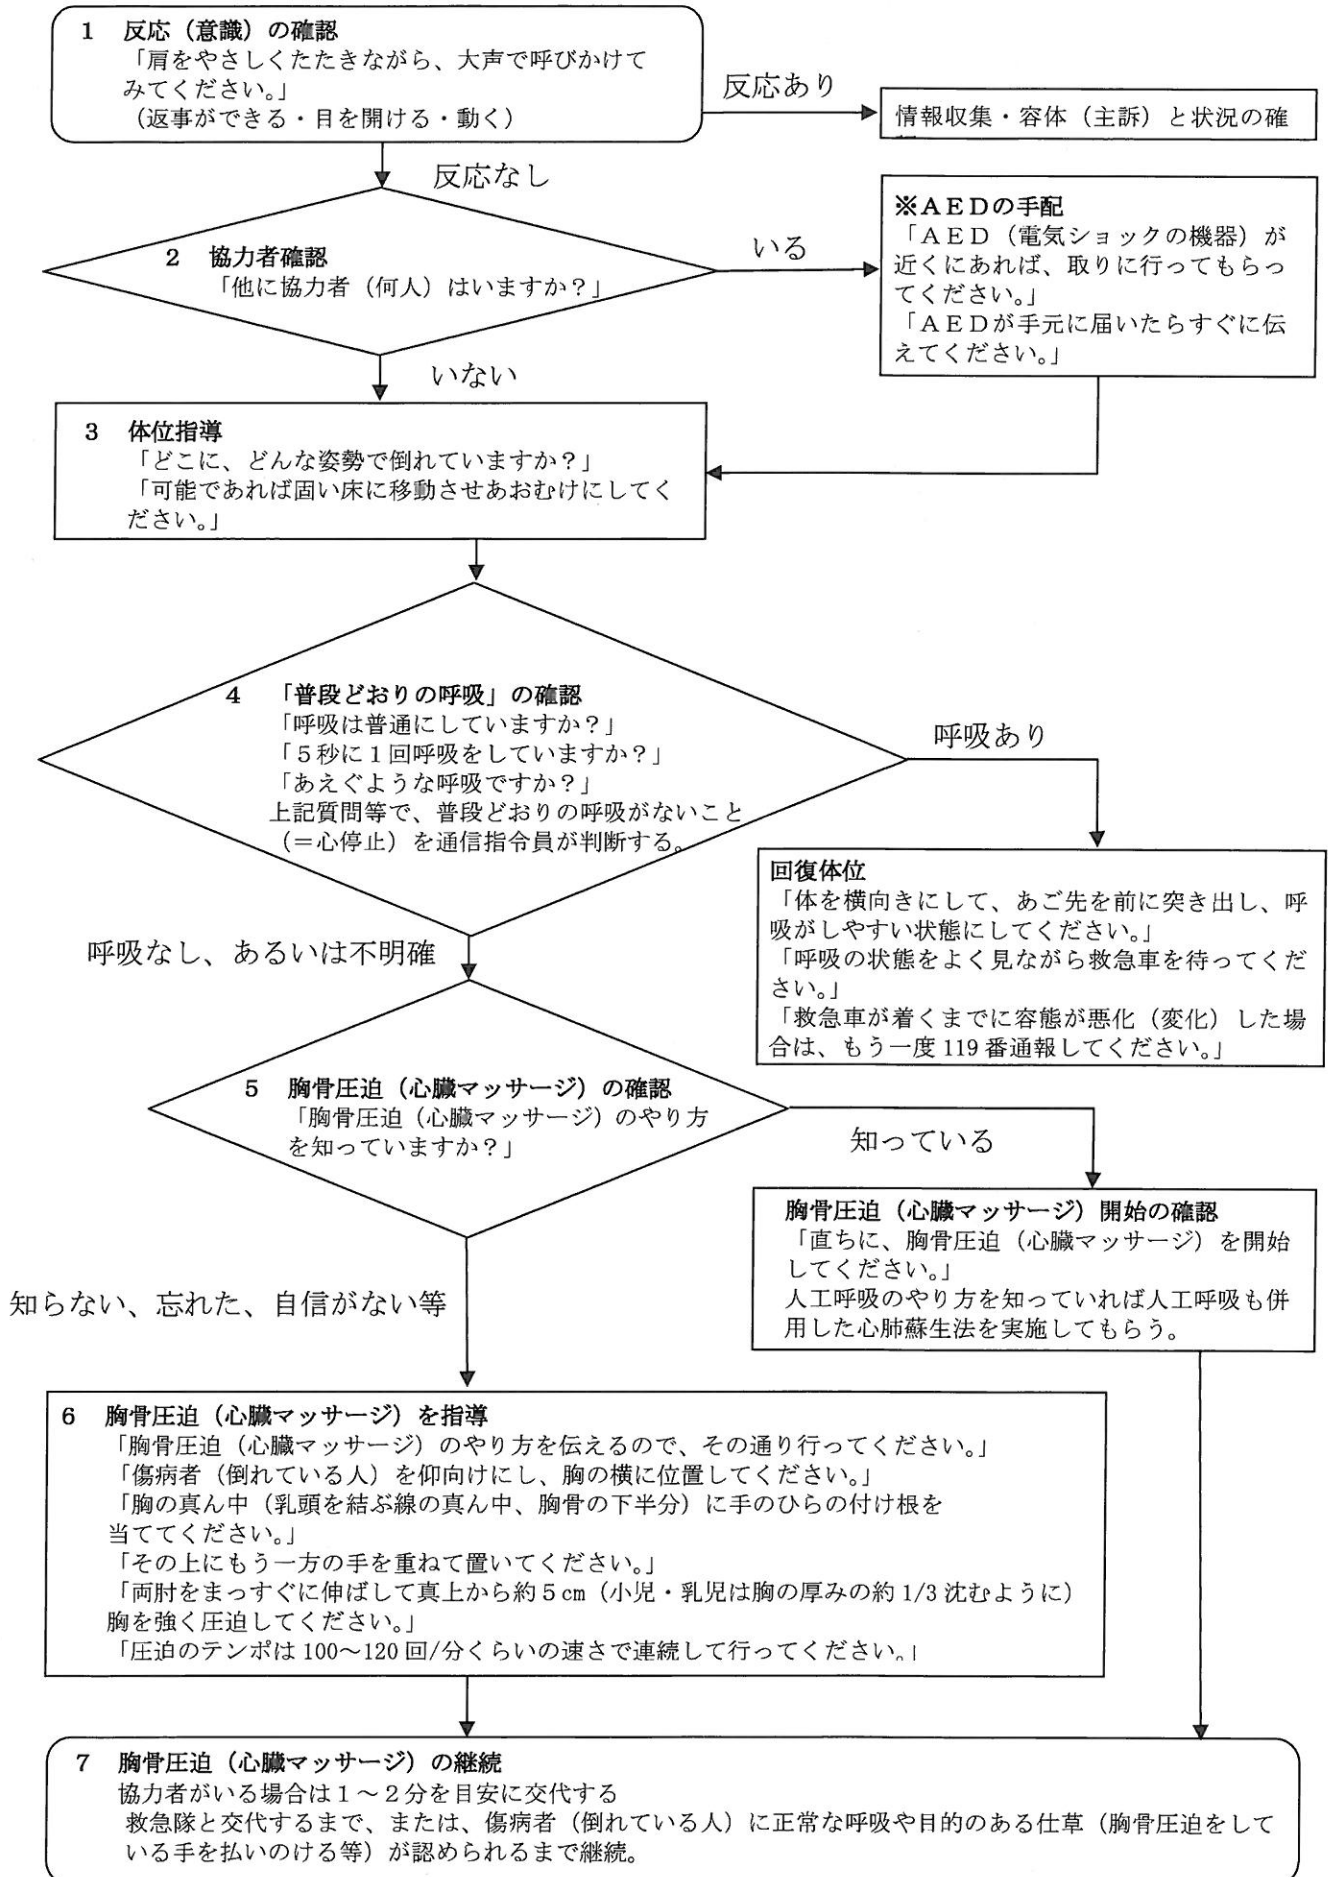 1 反応（意識）の確認
「肩をやさしくたたきながら、大声で呼びかけて
みてください。」
（返事ができる・目を開ける・動く）
反応あり
情報収集・容体（主訴）と状況の確
反応なし
2 協力者確認
「他に協力者（何人）はいますか？」
いる
※ＡＥＤの手配
「ＡＥＤ（電気ショックの機器）が
近くにあれば、取りに行ってもらっ
てください。」
「ＡＥＤが手元に届いたらすぐに伝
えてください。」
いない
3 体位指導
「どこに、どんな姿勢で倒れていますか？」
「可能であれば固い床に移動させあおむけにしてく
ださい。」
4 「普段どおりの呼吸」の確認
「呼吸は普通にしていますか？」
「５秒に１回呼吸をしていますか？」
「あえぐような呼吸ですか？」
上記質問等で、普段どおりの呼吸がないこと
（＝心停止）を通信指令員が判断する。
呼吸あり
回復体位
「体を横向きにして、あご先を前に突き出し、呼
吸がしやすい状態にしてください。」
「呼吸の状態をよく見ながら救急車を待ってくだ
さい。」
「救急車が着くまでに容態が悪化（変化）した場
合は、もう一度 119 番通報してください。」
呼吸なし、あるいは不明確
5 胸骨圧迫（心臓マッサージ）の確認
「胸骨圧迫（心臓マッサージ）のやり方
を知っていますか？」
知っている
胸骨圧迫（心臓マッサージ）開始の確認
「直ちに、胸骨圧迫（心臓マッサージ）を開始
してください。」
人工呼吸のやり方を知っていれば人工呼吸も併
用した心肺蘇生法を実施してもらう。
知らない、忘れた、自信がない等
6 胸骨圧迫（心臓マッサージ）を指導
「胸骨圧迫（心臓マッサージ）のやり方を伝えるので、その通り行ってください。」
「傷病者（倒れている人）を仰向けにし、胸の横に位置してください。」
「胸の真ん中（乳頭を結ぶ線の真ん中、胸骨の下半分）に手のひらの付け根を
当ててください。」
「その上にもう一方の手を重ねて置いてください。」
「両肘をまっすぐに伸ばして真上から約５㎝（小児・乳児は胸の厚みの約 1/3 沈むように）
胸を強く圧迫してください。」
「圧迫のテンポは 100～120 回/分くらいの速さで連続して行ってください。」
7 胸骨圧迫（心臓マッサージ）の継続
協力者がいる場合は１～２分を目安に交代する
救急隊と交代するまで、または、傷病者（倒れている人）に正常な呼吸や目的のある仕草（胸骨圧迫をして
いる手を払いのける等）が認められるまで継続。